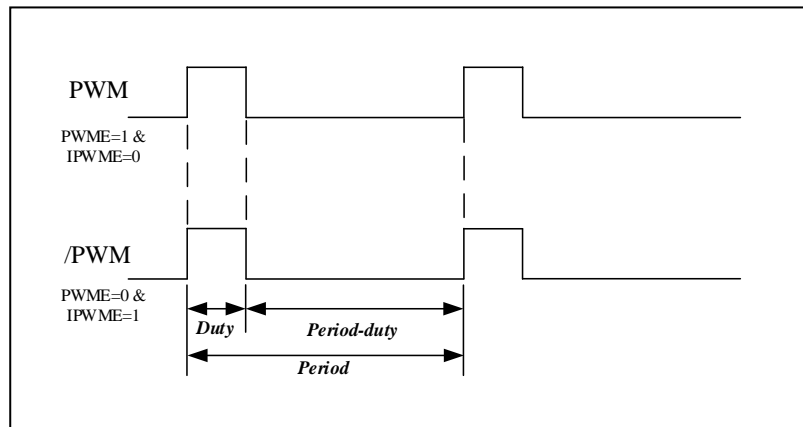 PWM
PWME=1 &
IPWME=0
/PWM
PWME=0 &
IPWME=1
Duty
Period-duty
Period